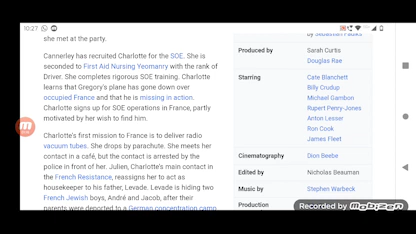 10:27
she met at the party.
Cannerley has recruited Charlotte for the SOE. She is
seconded to First Aid Nursing Yeomanry with the rank of
Driver. She completes rigorous SOE training. Charlotte
learns that Gregory's plane has gone down over
occupied France and that he is missing in action.
Charlotte signs up for SOE operations in France, partly
motivated by her wish to find him.
Charlotte's first mission to France is to deliver radio
vacuum tubes. She drops by parachute. She meets her
contact in a café, but the contact is arrested by the
police in front of her. Julien, Charlotte's main contact in
the French Resistance, reassigns her to act as
housekeeper to his father, Levade. Levade is hiding two
French Jewish boys, André and Jacob, after their
parents were deported to a German concentration camp
by Sebastian Faulks
Produced by
Sarah Curtis
Douglas Rae
Starring
Cate Blanchett
Billy Crudup
Michael Gambon
Rupert Penry-Jones
Anton Lesser
Ron Cook
James Fleet
Cinematography
Dion Beebe
Edited by
Nicholas Beauman
Music by
Stephen Warbeck
Production
Recorded by
mobizen